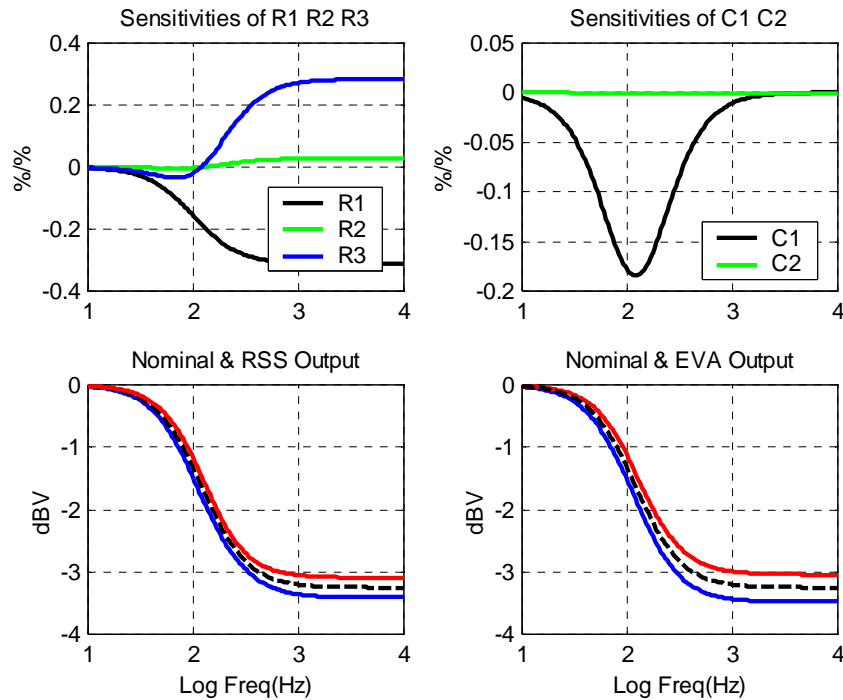 Sensitivities of R1 R2 R3
%/%
0.4
0.2
0
-0.2
-0.4
1 2 3 4
R1
R2
R3
Sensitivities of C1 C2
%/%
0.05
0
-0.05
-0.1
-0.15
-0.2
1 2 3 4
C1
C2
Nominal & RSS Output
dBV
0
-1
-2
-3
-4
1 2 3 4
Log Freq(Hz)
Nominal & EVA Output
dBV
0
-1
-2
-3
-4
1 2 3 4
Log Freq(Hz)